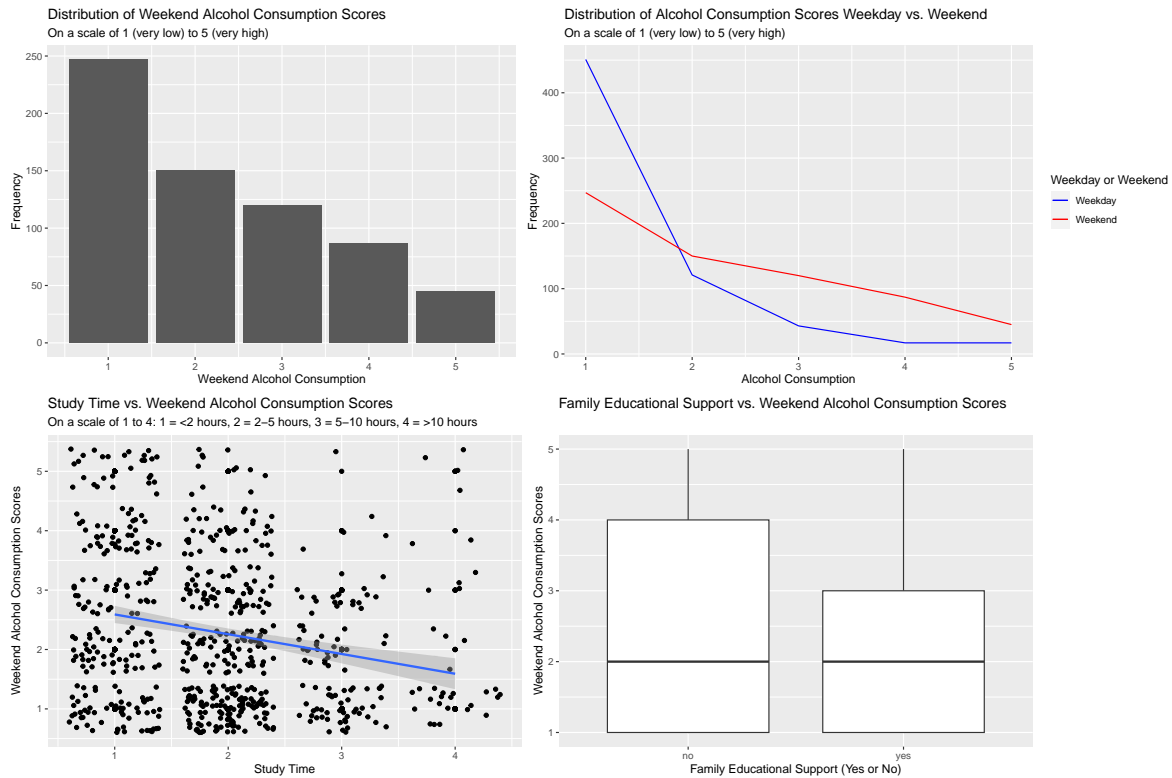 Distribution of Weekend Alcohol Consumption Scores
On a scale of 1 (very low) to 5 (very high)
250
200
150
100
50
0
Frequency
1 2 3 4 5
Weekend Alcohol Consumption
Distribution of Alcohol Consumption Scores Weekday vs. Weekend
On a scale of 1 (very low) to 5 (very high)
400
300
200
100
0
Frequency
1 2 3 4 5
Alcohol Consumption
Weekday or Weekend
Weekday
Weekend
Study Time vs. Weekend Alcohol Consumption Scores
On a scale of 1 to 4: 1 = <2 hours, 2 = 2–5 hours, 3 = 5–10 hours, 4 = >10 hours
5
4
3
2
1
Weekend Alcohol Consumption Scores
1 2 3 4
Study Time
Family Educational Support vs. Weekend Alcohol Consumption Scores
5
4
3
2
1
Weekend Alcohol Consumption Scores
no yes
Family Educational Support (Yes or No)